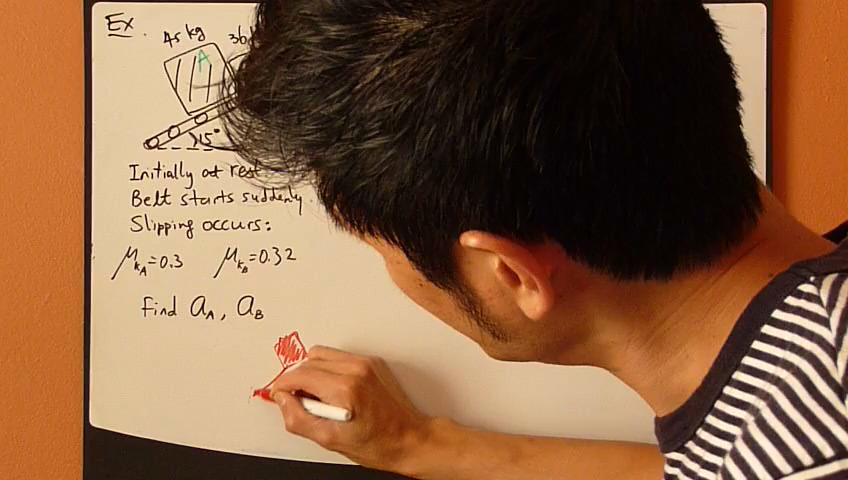 Ex.
45 kg 36
A
15°
Initially at rest
Belt starts suddenly.
Slipping occurs:
μkA=0.3 μkB=0.32
Find aA, aB